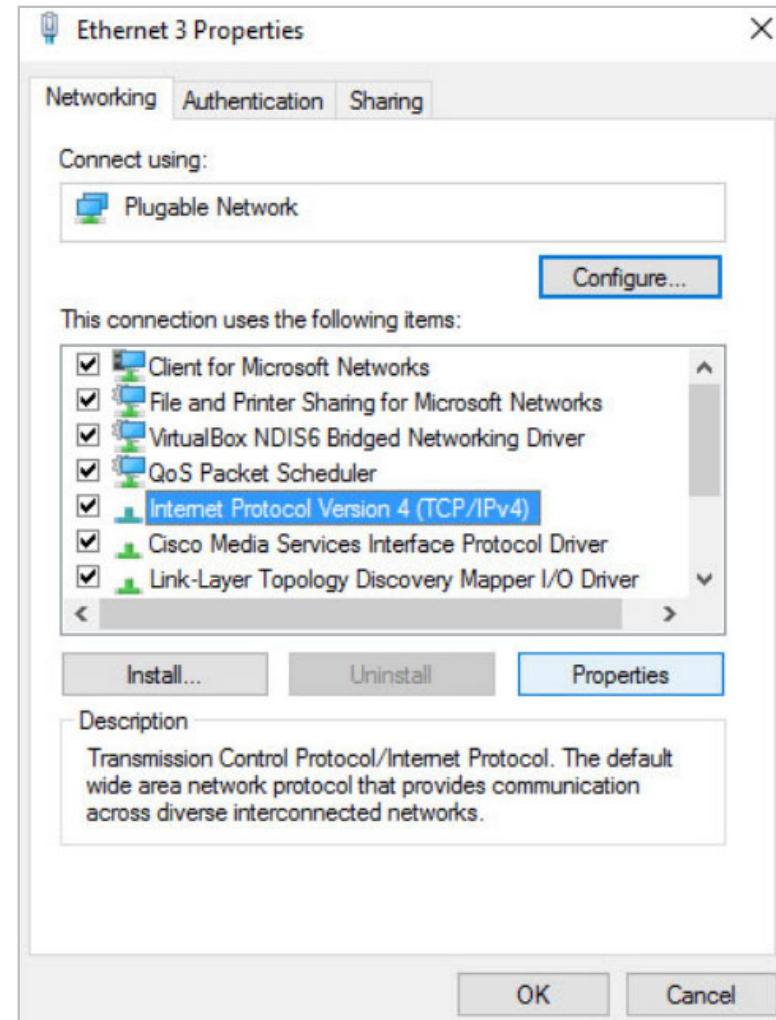 Ethernet 3 Properties
Networking Authentication Sharing
Connect using:
Plugable Network
Configure...
This connection uses the following items:
Client for Microsoft Networks
File and Printer Sharing for Microsoft Networks
VirtualBox NDIS6 Bridged Networking Driver
QoS Packet Scheduler
Internet Protocol Version 4 (TCP/IPv4)
Cisco Media Services Interface Protocol Driver
Link-Layer Topology Discovery Mapper I/O Driver
Install... Uninstall Properties
Description
Transmission Control Protocol/Internet Protocol. The default
wide area network protocol that provides communication
across diverse interconnected networks.
OK Cancel